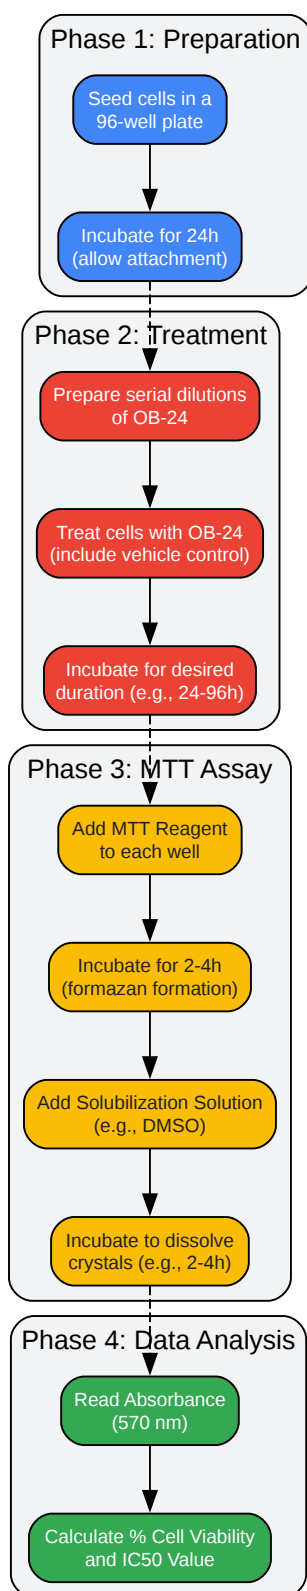 Phase 1: Preparation
Seed cells in a
96-well plate
Incubate for 24h
(allow attachment)
Phase 2: Treatment
Prepare serial dilutions
of OB-24
Treat cells with OB-24
(include vehicle control)
Incubate for desired
duration (e.g., 24-96h)
Phase 3: MTT Assay
Add MTT Reagent
to each well
Incubate for 2-4h
(formazan formation)
Add Solubilization Solution
(e.g., DMSO)
Incubate to dissolve
crystals (e.g., 2-4h)
Phase 4: Data Analysis
Read Absorbance
(570 nm)
Calculate % Cell Viability
and IC50 Value